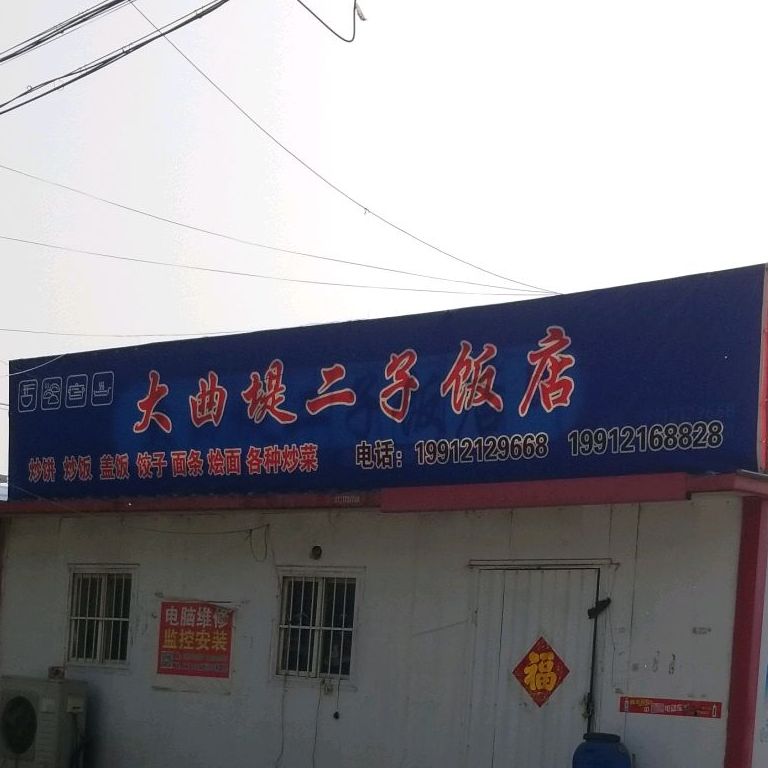 大曲堤二子饭店
炒饼 炒饭 盖饭 饺子 面条 烩面 各种炒菜
电话：19912129668 19912168828
电脑维修
监控安装
福